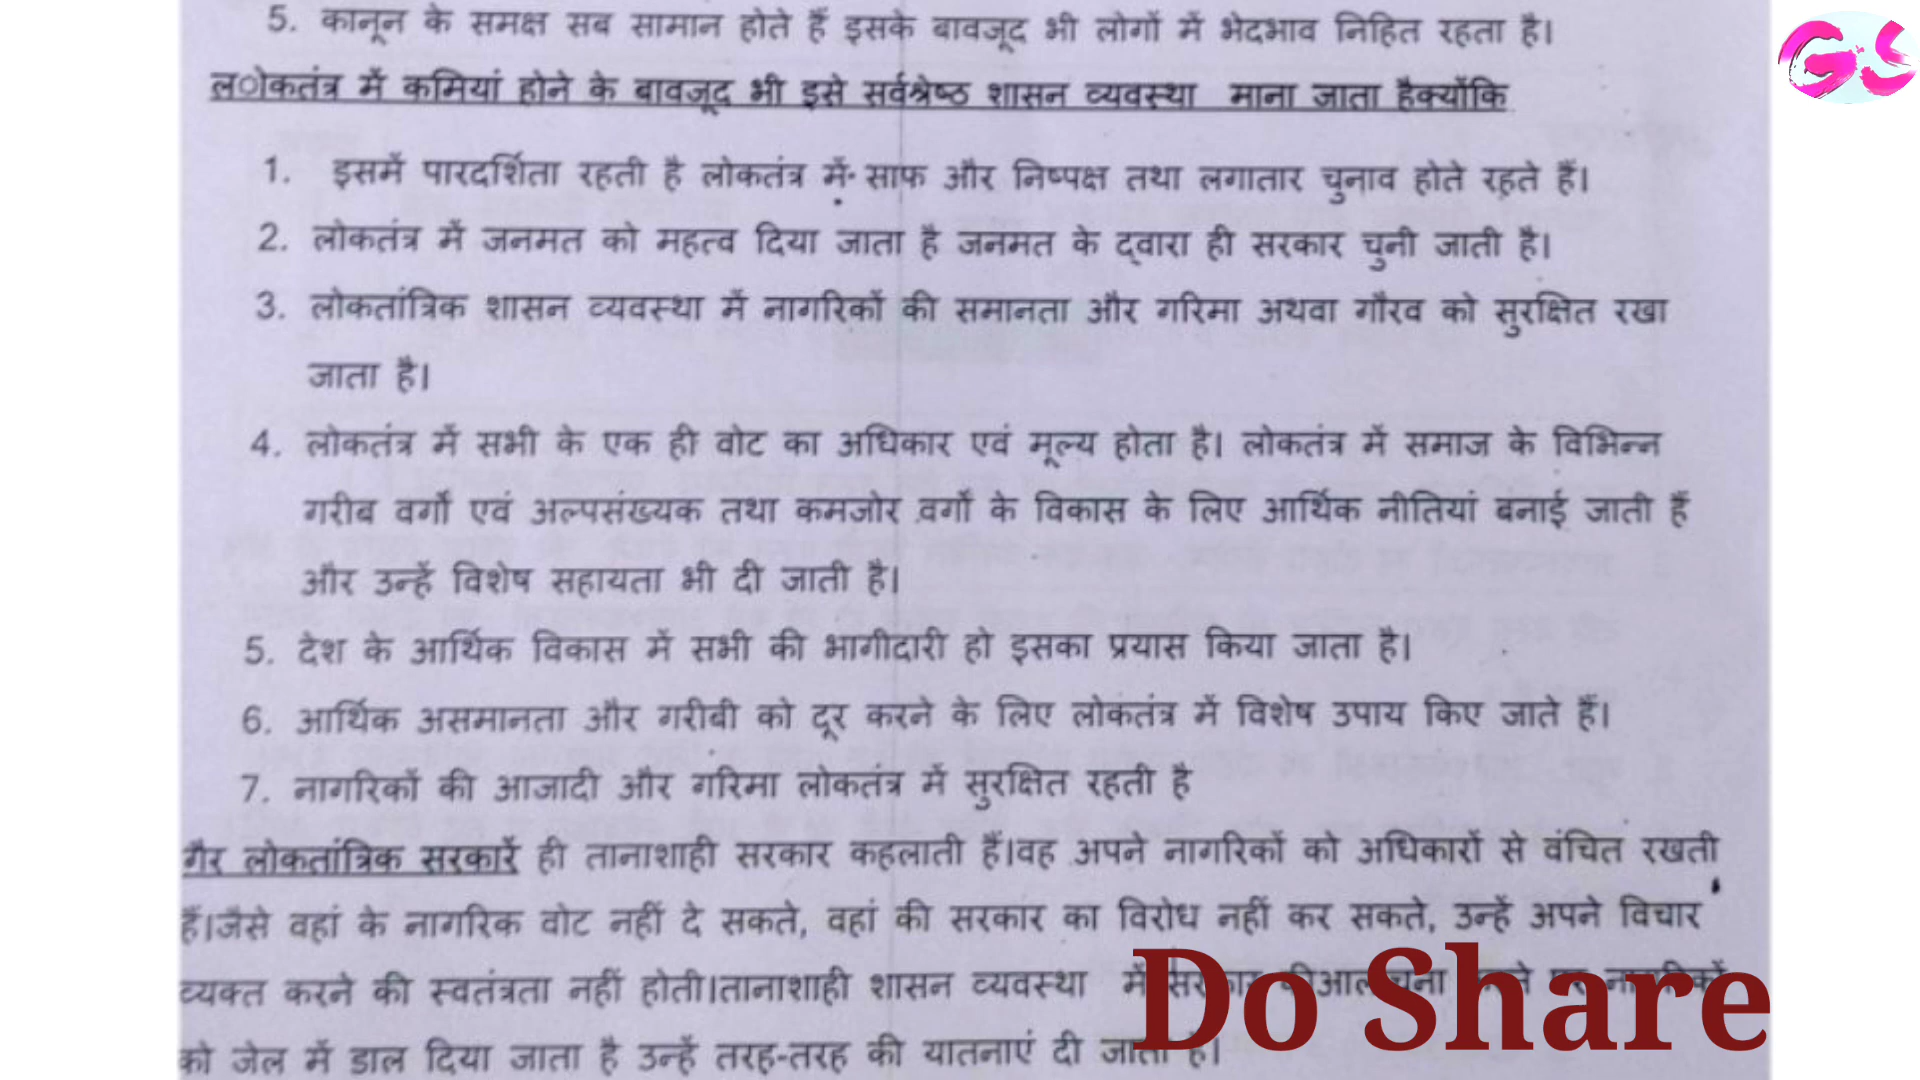 5. कानून के समक्ष सब सामान होते हैं इसके बावजूद भी लोगों में भेदभाव निहित रहता है।
GS
ल◌ोकतंत्र में कमियां होने के बावजूद भी इसे सर्वश्रेष्ठ शासन व्यवस्था माना जाता हैक्योंकि
1. इसमें पारदर्शिता रहती है लोकतंत्र में साफ और निष्पक्ष तथा लगातार चुनाव होते रहते हैं।
2. लोकतंत्र में जनमत को महत्व दिया जाता है जनमत के द्वारा ही सरकार चुनी जाती है।
3. लोकतांत्रिक शासन व्यवस्था में नागरिकों की समानता और गरिमा अथवा गौरव को सुरक्षित रखा
जाता है।
4. लोकतंत्र में सभी के एक ही वोट का अधिकार एवं मूल्य होता है। लोकतंत्र में समाज के विभिन्न
गरीब वर्गों एवं अल्पसंख्यक तथा कमजोर वर्गों के विकास के लिए आर्थिक नीतियां बनाई जाती हैं
और उन्हें विशेष सहायता भी दी जाती है।
5. देश के आर्थिक विकास में सभी की भागीदारी हो इसका प्रयास किया जाता है।
6. आर्थिक असमानता और गरीबी को दूर करने के लिए लोकतंत्र में विशेष उपाय किए जाते हैं।
7. नागरिकों की आजादी और गरिमा लोकतंत्र में सुरक्षित रहती है
गैर लोकतांत्रिक सरकारें ही तानाशाही सरकार कहलाती हैं।वह अपने नागरिकों को अधिकारों से वंचित रखती
हैं।जैसे वहां के नागरिक वोट नहीं दे सकते, वहां की सरकार का विरोध नहीं कर सकते, उन्हें अपने विचार
व्यक्त करने की स्वतंत्रता नहीं होती।तानाशाही शासन व्यवस्था में
को जेल में डाल दिया जाता है उन्हें तरह-तरह की यातनाएं दी जाता है।
Do Share